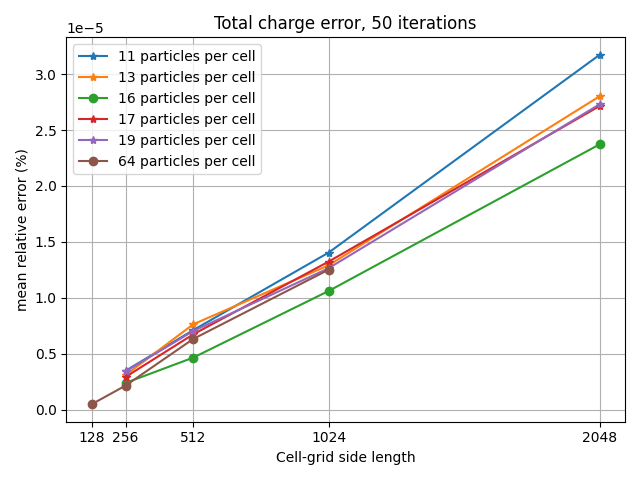 Total charge error, 50 iterations
1e−5
11 particles per cell
13 particles per cell
16 particles per cell
17 particles per cell
19 particles per cell
64 particles per cell
mean relative error (%)
3.0
2.5
2.0
1.5
1.0
0.5
0.0
128 256 512 1024 2048
Cell-grid side length